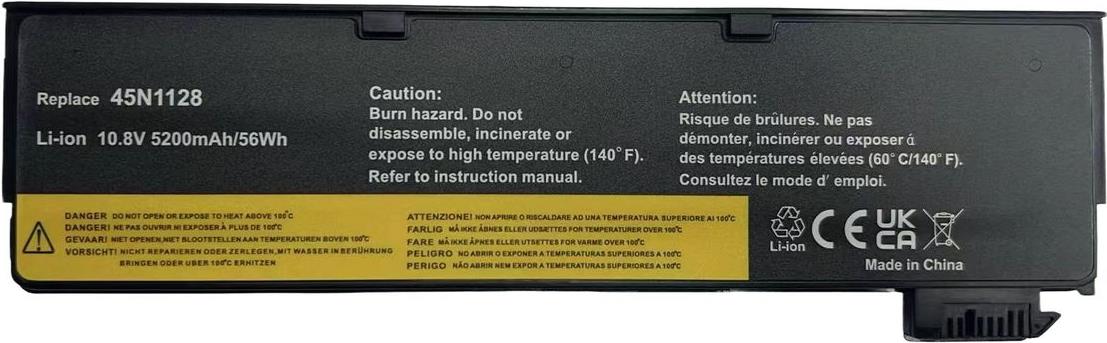 Replace 45N1128
Li-ion 10.8V 5200mAh/56Wh
Caution:
Burn hazard. Do not
disassemble, incinerate or
expose to high temperature (140°F).
Refer to instruction manual.
Attention:
Risque de brûlures. Ne pas
démonter, incinérer ou exposer á
des températures élevées (60°C/140°F).
Consultez le mode d' emploi.
DANGER DO NOT OPEN OR EXPOSE TO HEAT ABOVE 100°C
DANGER! NE PAS OUVRIR NI EXPOSER À PLUS DE 100°C
GEVAAR! NIET OPENEN,NIET BLOOTSTELLEN AAN TEMPERATUREN BOVEN 100°C
VORSICHT! NICHT REPARIEREN ODER ZERLEGEN,MIT WASSER IN BERÜHRUNG
BRINGEN ODER UBER 100°C ERHITZEN
ATTENZIONE! NON APRIRE O RISCALDARE AD UNA TEMPERATURA SUPERIORE AI 100°C
FARLIG MÅ IKKE ÅBNES ELLER UDSETTES FOR TEMPERATURER OVER 100°C
FARE MÅ IKKE ÅPNES ELLER UTSETTES FOR VARME OVER 100°C
PELIGRO NO ABRIR O EXPONER A TEMPERATURAS SUPERIORES A 100°C
PERIGO NÃO ABRIR NEM EXPOR A TEMPERATURAS SUPERIORES A 100°C
Li-ion
CE
UK
CA
Made in China